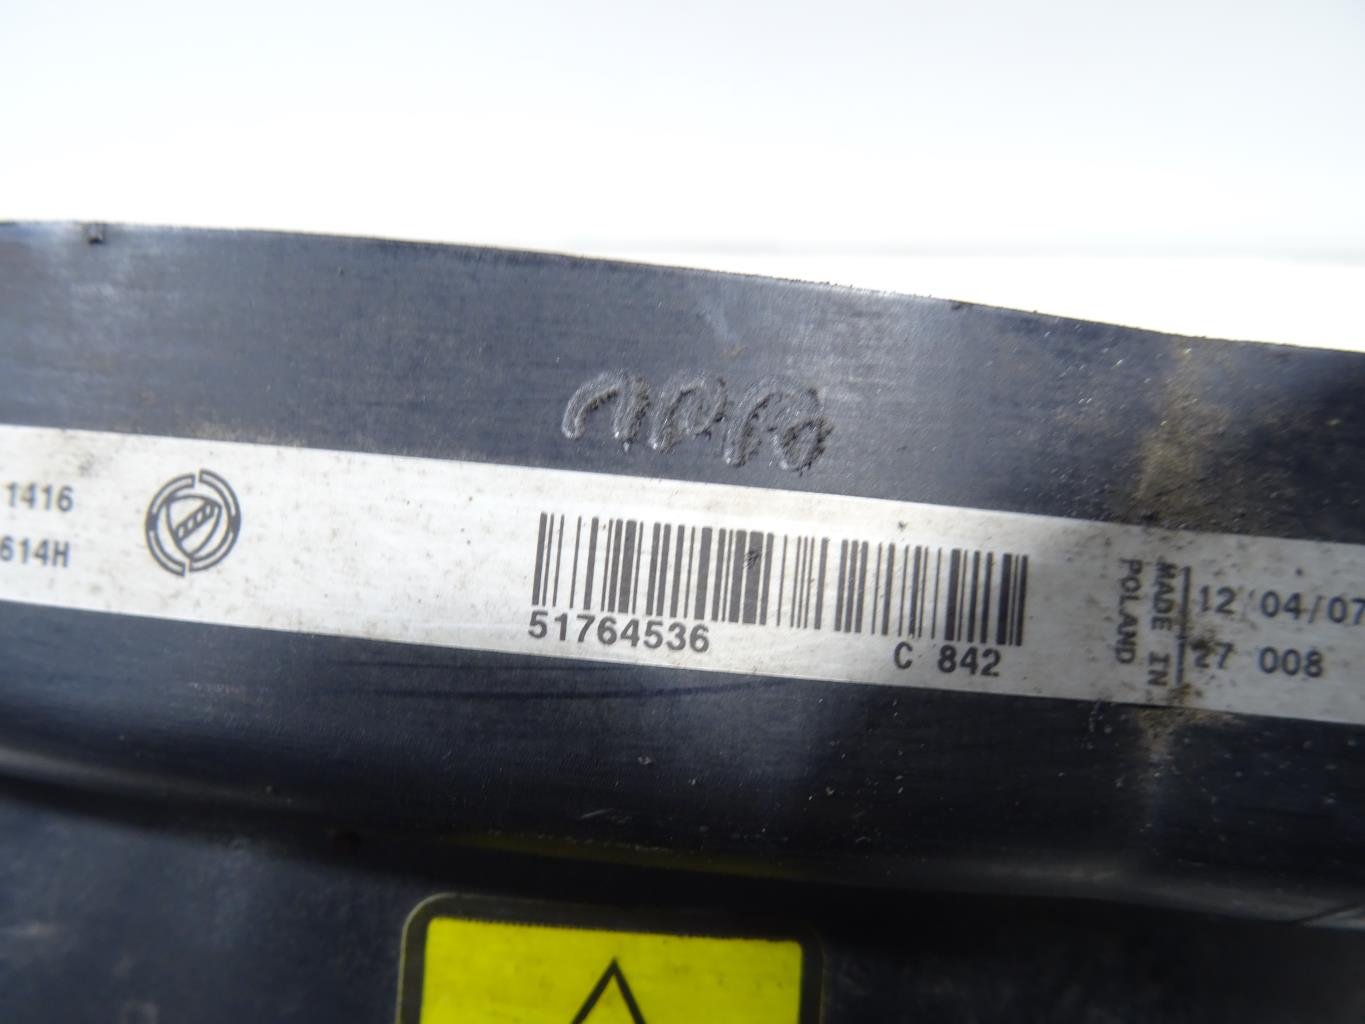 1416
614H
51764536
C 842
MADE IN
POLAND
12 04/07
27 008